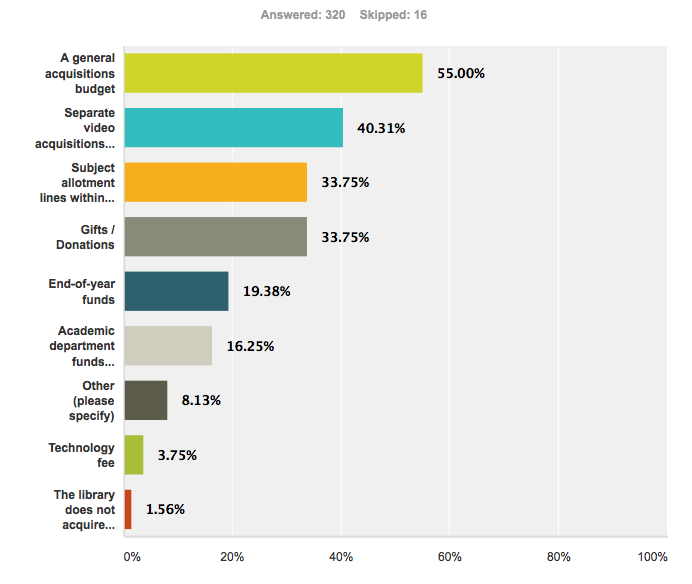 Answered: 320 Skipped: 16
A general
acquisitions
budget
55.00%
Separate
video
acquisitions...
40.31%
Subject
allotment
lines within...
33.75%
Gifts /
Donations
33.75%
End-of-year
funds
19.38%
Academic
department
funds...
16.25%
Other
(please
specify)
8.13%
Technology
fee
3.75%
The library
does not
acquire...
1.56%
0% 20% 40% 60% 80% 100%